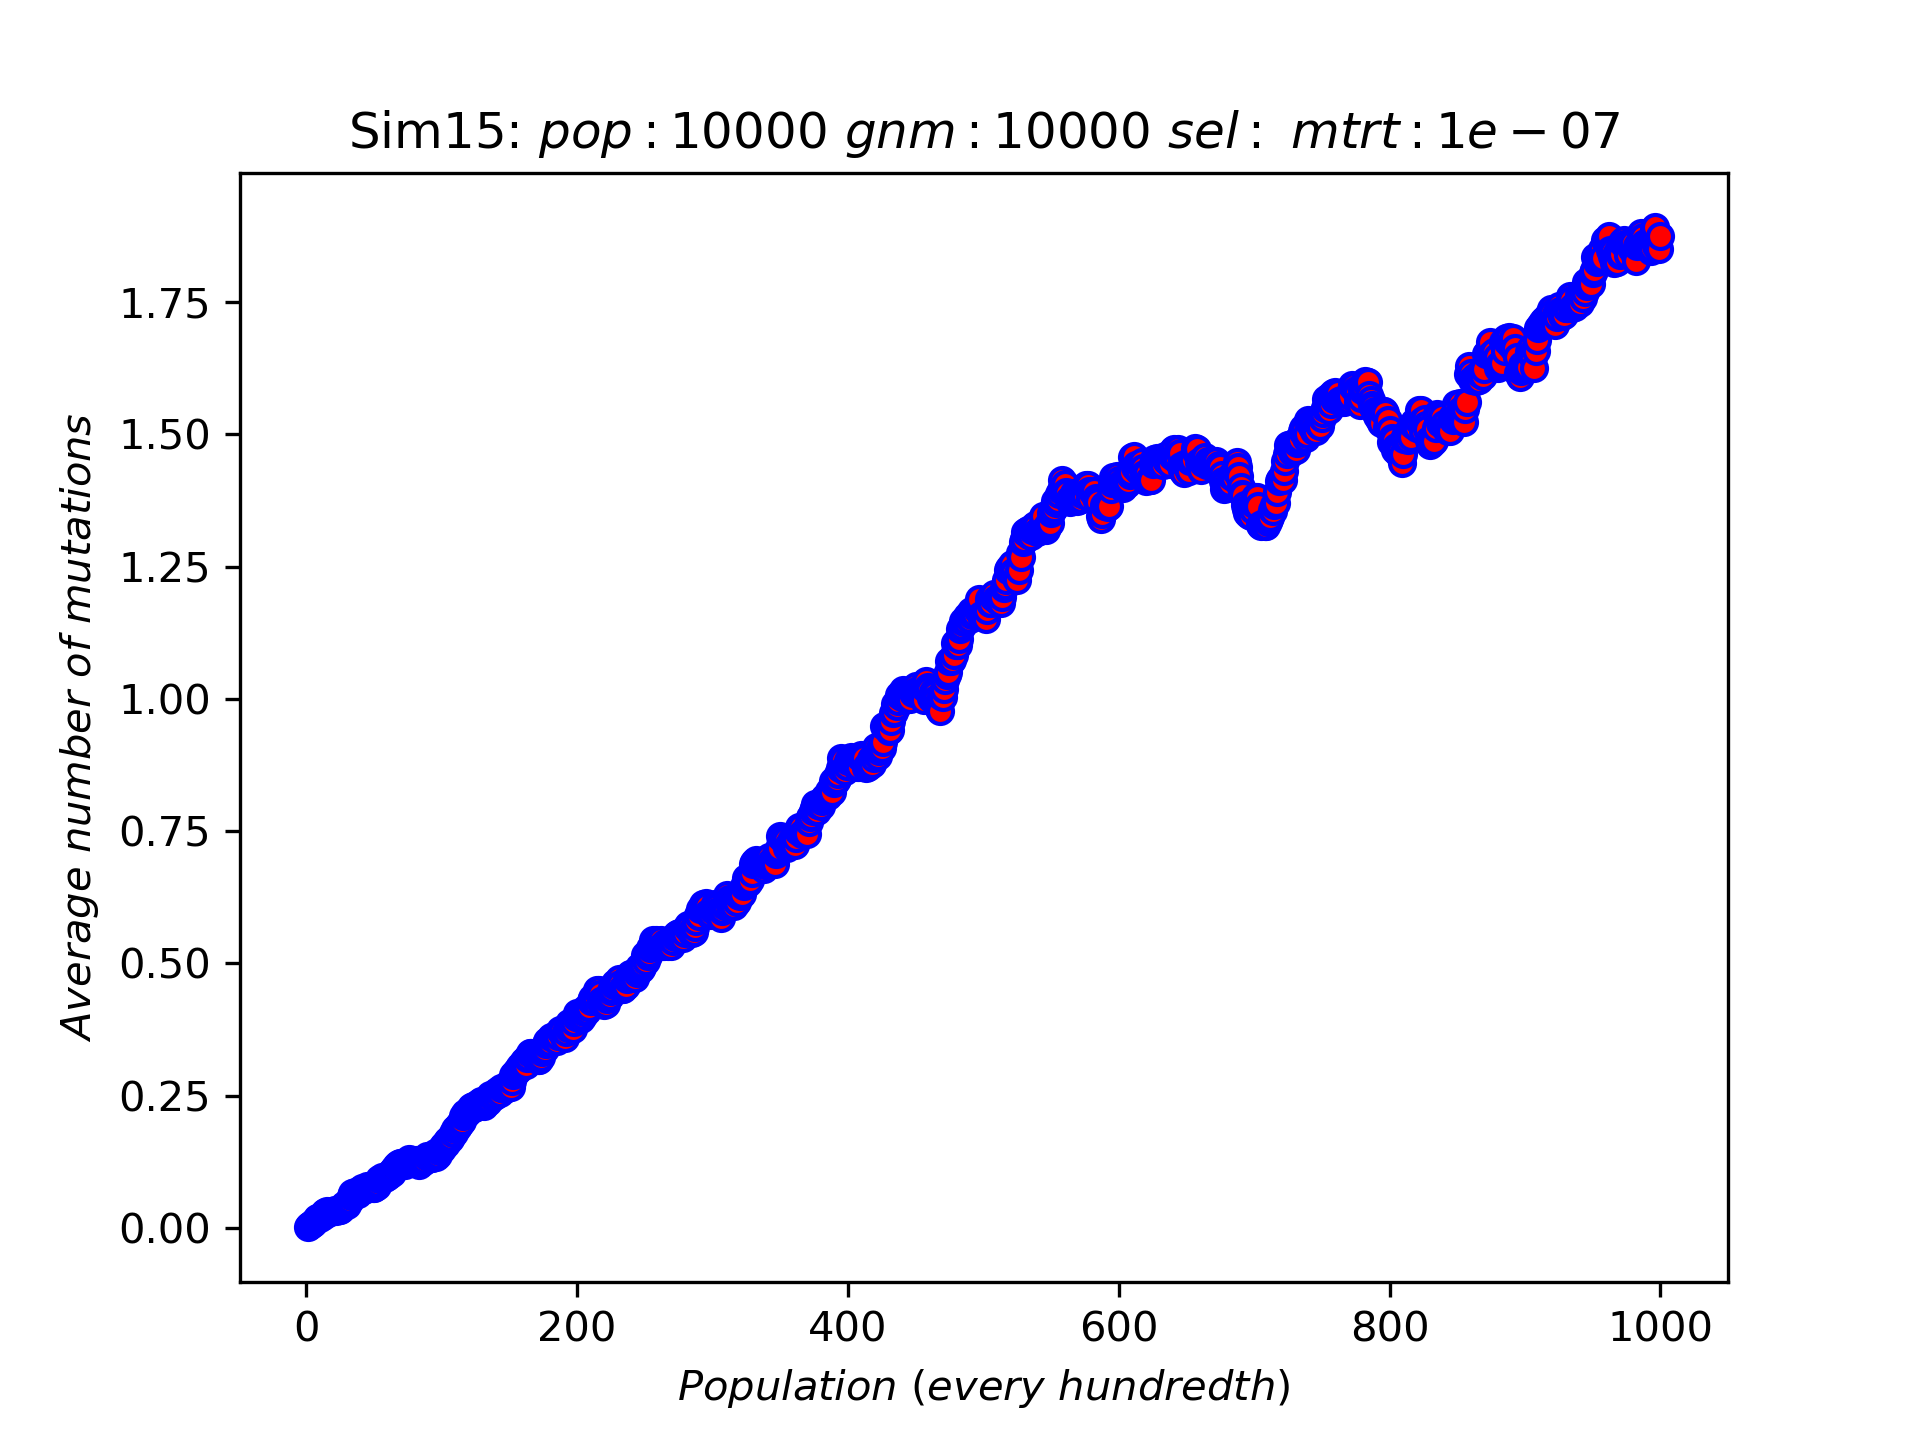 Sim15: pop : 10000 gnm : 10000 sel : mtrt : 1e − 07
Average number of mutations
1.75
1.50
1.25
1.00
0.75
0.50
0.25
0.00
0 200 400 600 800 1000
Population (every hundredth)